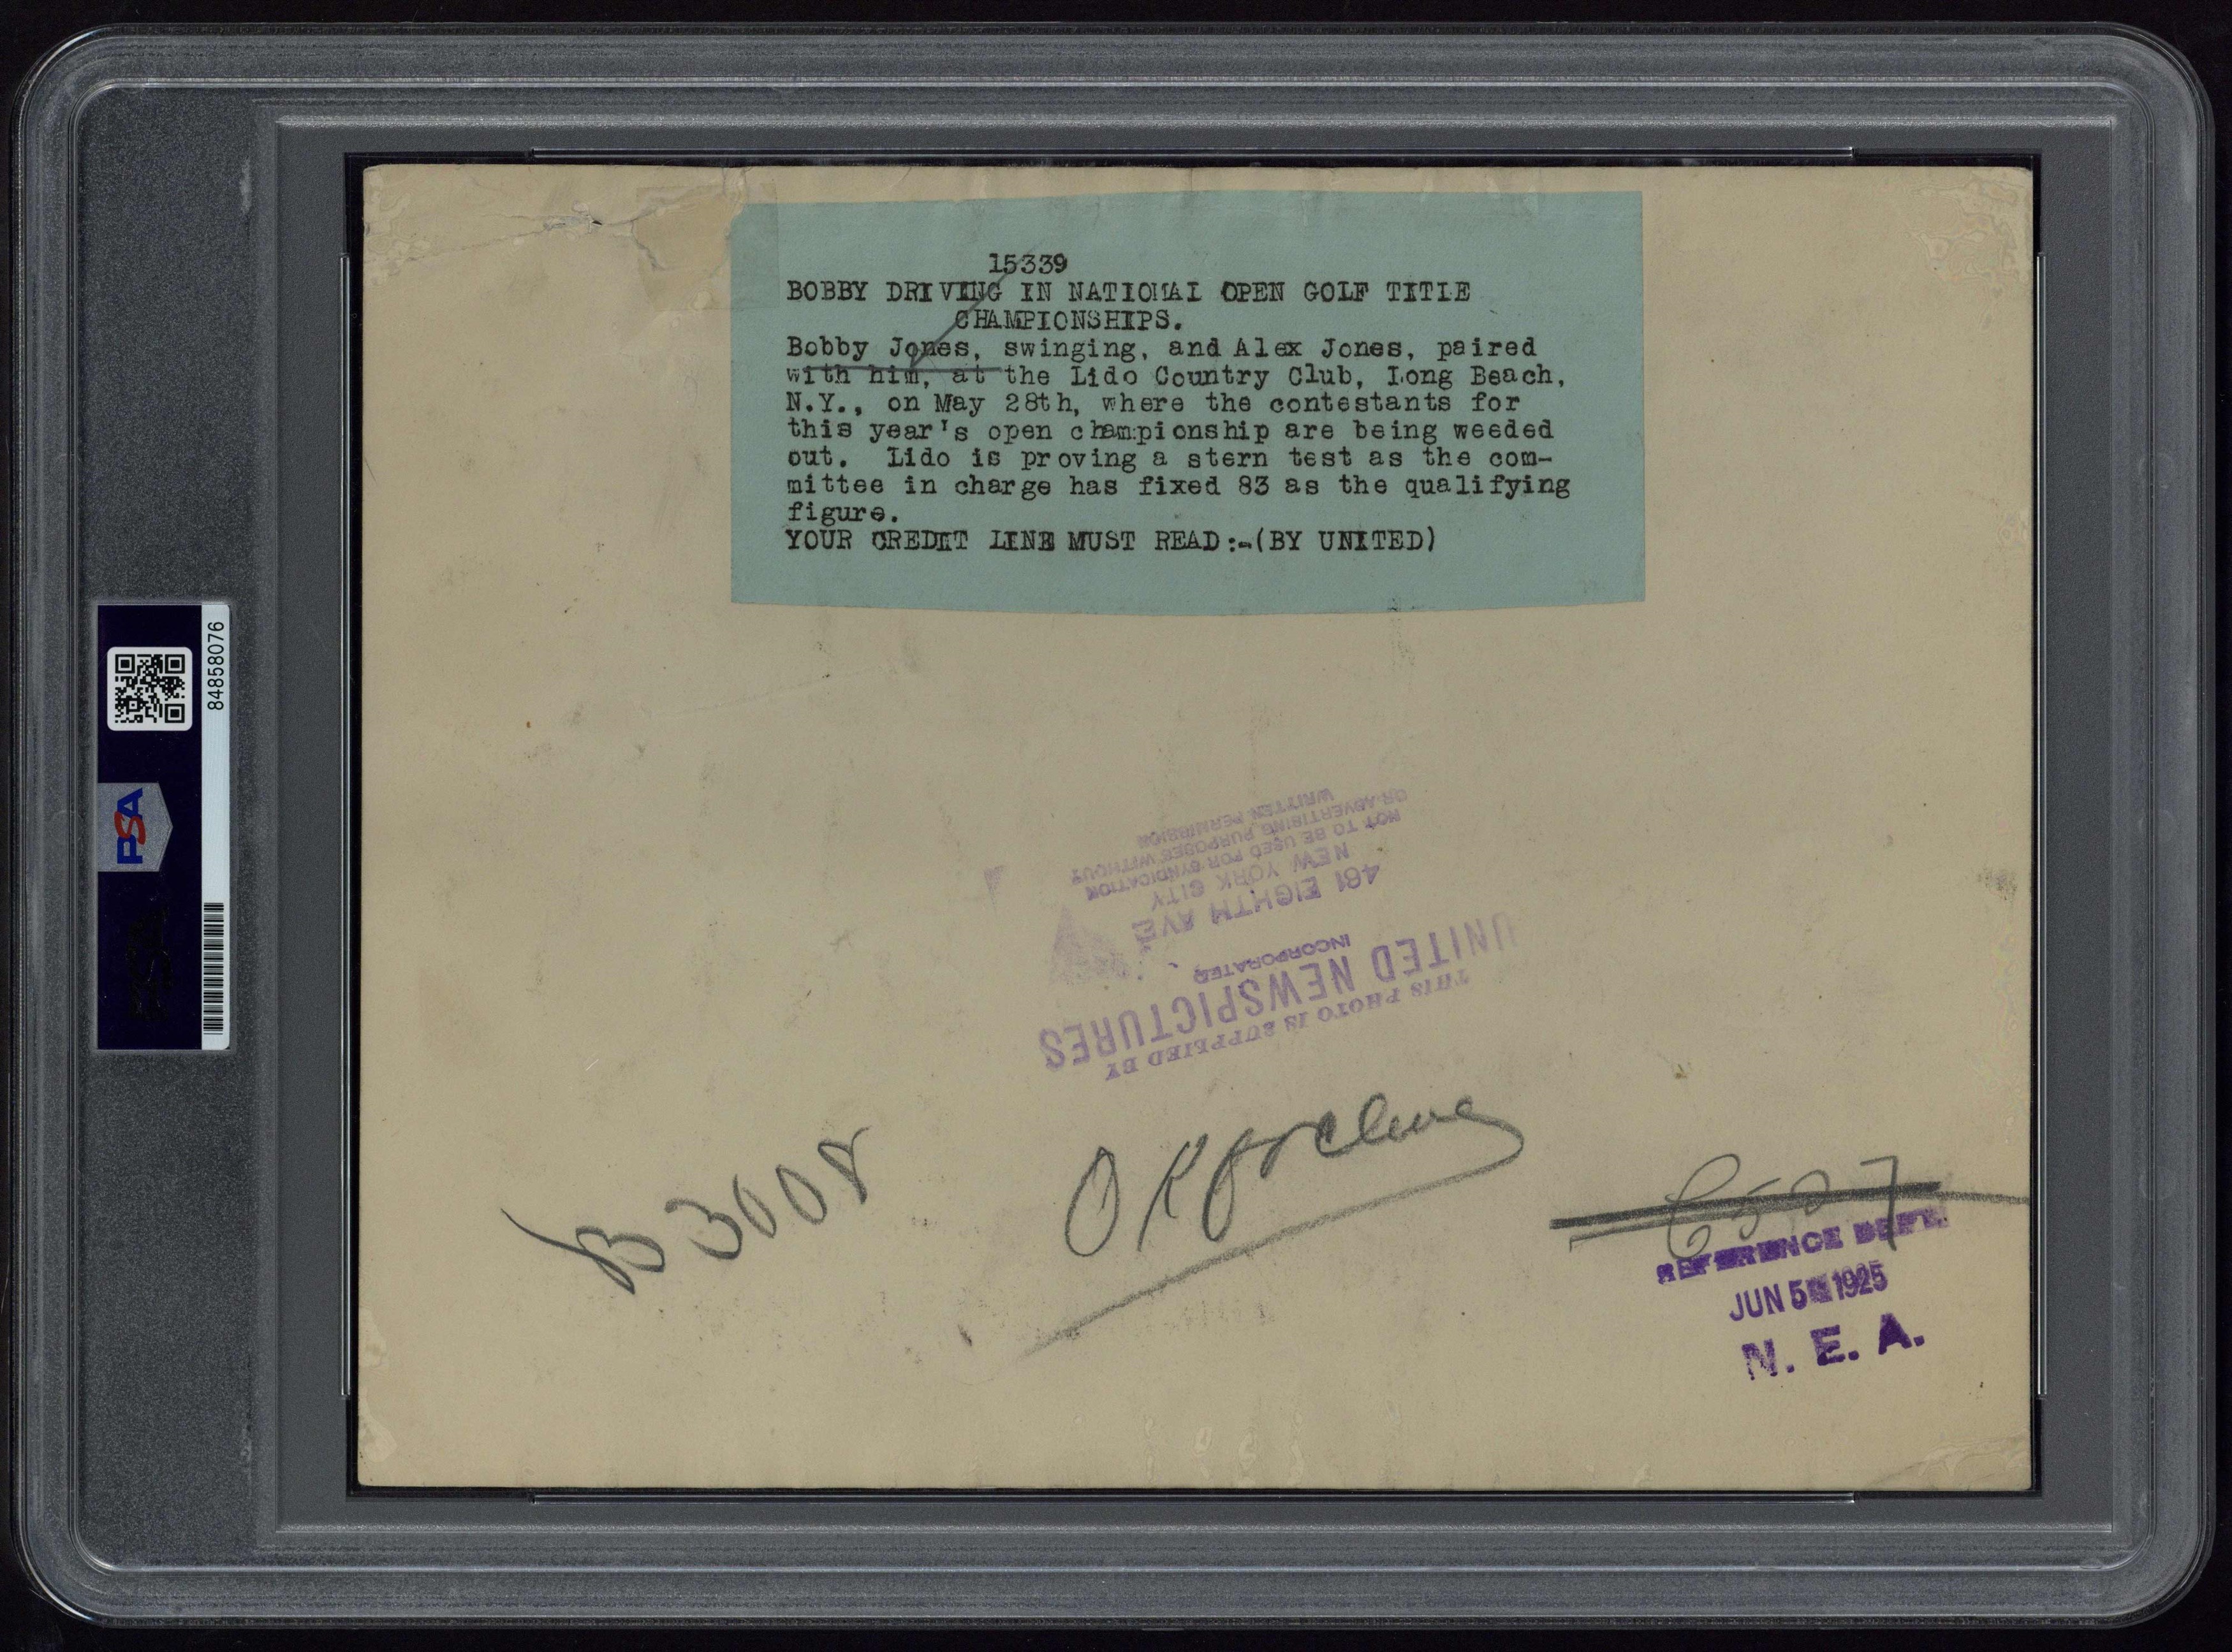 15339
BOBBY DRIVING IN NATIONAL OPEN GOLF TITLE
CHAMPIONSHIPS.
Bobby Jones, swinging, and Alex Jones, paired
with him, at the Lido Country Club, Long Beach,
N.Y., on May 28th, where the contestants for
this year's open championship are being weeded
out. Lido is proving a stern test as the com-
mittee in charge has fixed 83 as the qualifying
figure.
YOUR CREDIT LINE MUST READ:-(BY UNITED)
84858076
PSA
THIS PHOTO IS SUPPLIED BY
UNITED NEWSPICTURES
INCORPORATED
461 EIGHTH AVE
NEW YORK CITY
NOT TO BE USED FOR SYNDICATION
OR ADVERTISING PURPOSES WITHOUT
WRITTEN PERMISSION
B3008
OK
REFERENCE DEPT.
JUN 5 1925
N. E. A.